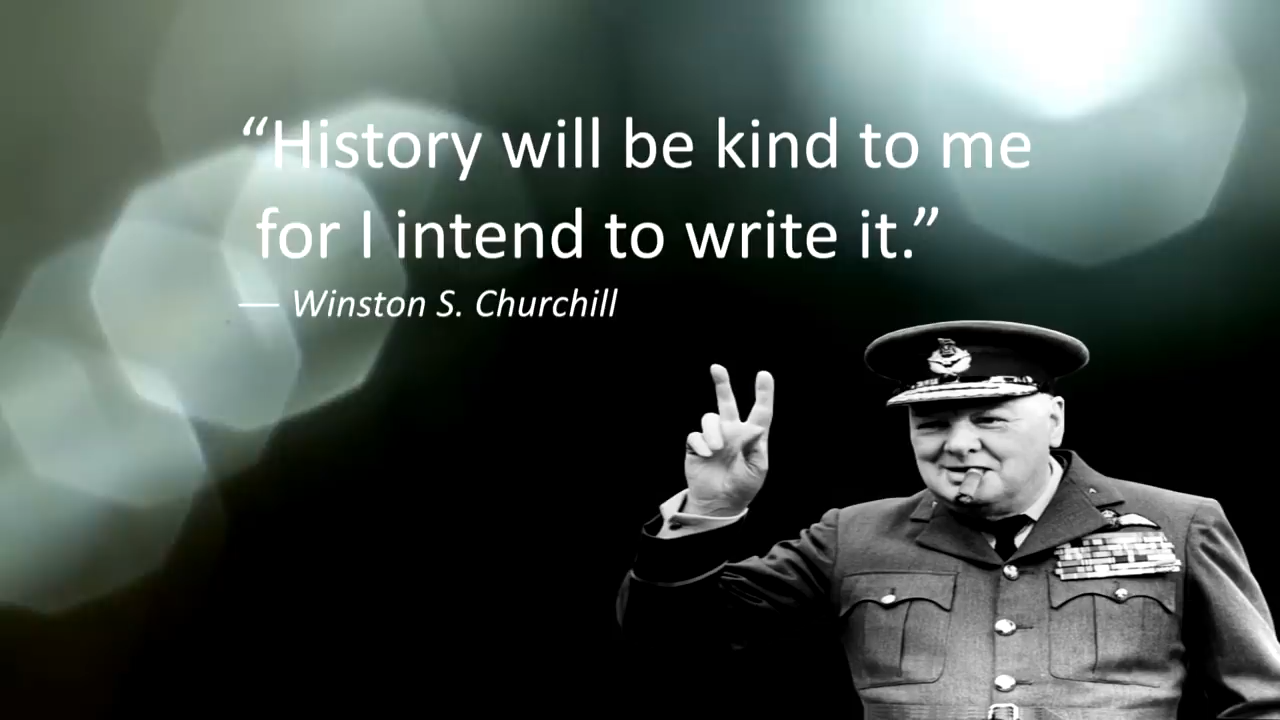 “History will be kind to me
for I intend to write it.”
— Winston S. Churchill